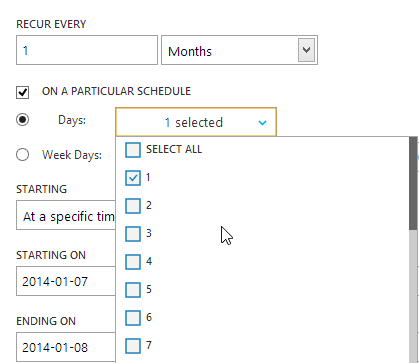 RECUR EVERY
1 Months
ON A PARTICULAR SCHEDULE
Days: 1 selected
SELECT ALL
Week Days:
1
STARTING
2
At a specific tim
3
STARTING ON
4
2014-01-07
5
ENDING ON
6
2014-01-08
7